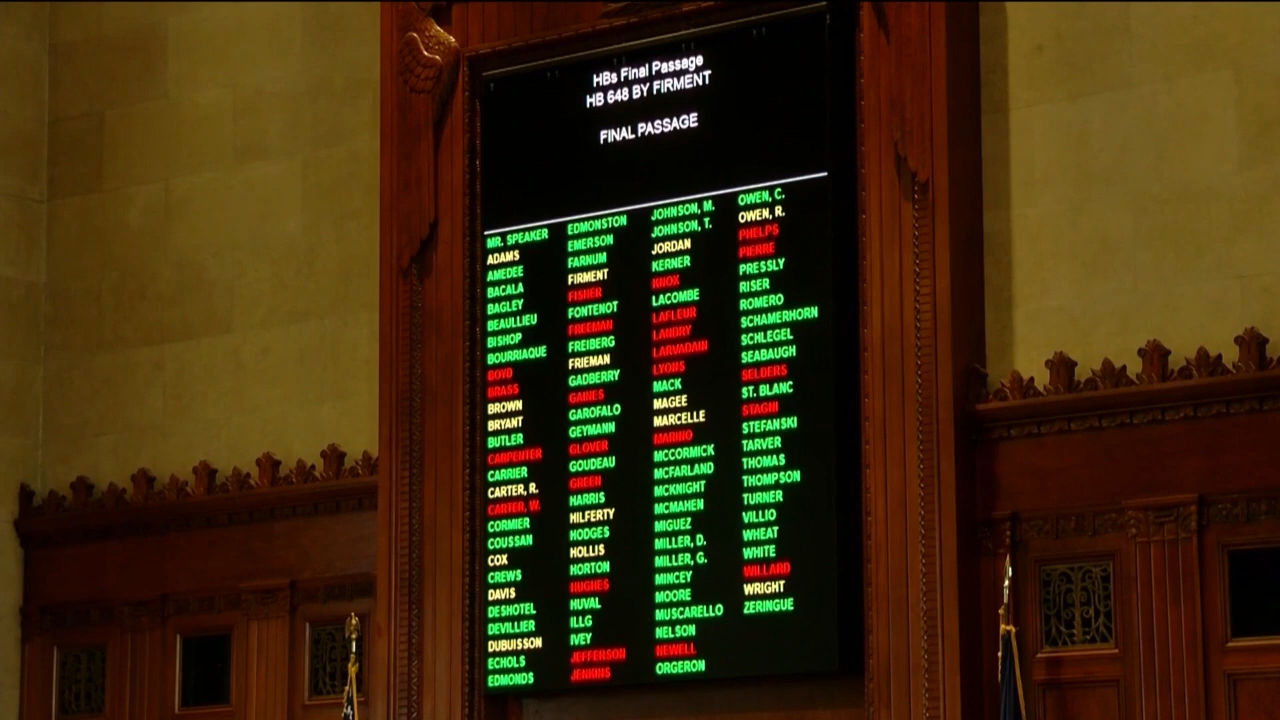 HBs Final Passage
HB 648 BY FIRMENT
FINAL PASSAGE
MR. SPEAKER
ADAMS
AMEDEE
BACALA
BAGLEY
BEAULLIEU
BISHOP
BOURRIAQUE
BOYD
BRASS
BROWN
BRYANT
BUTLER
CARPENTER
CARRIER
CARTER, R.
CARTER, W.
CORMIER
COUSSAN
COX
CREWS
DAVIS
DESHOTEL
DEVILLIER
DUBUISSON
ECHOLS
EDMONDS
EDMONSTON
EMERSON
FARNUM
FIRMENT
FISHER
FONTENOT
FREEMAN
FREIBERG
FRIEMAN
GADBERRY
GAINES
GAROFALO
GEYMANN
GLOVER
GOUDEAU
GREEN
HARRIS
HILFERTY
HODGES
HOLLIS
HORTON
HUGHES
HUVAL
ILLG
IVEY
JEFFERSON
JENKINS
JOHNSON, M.
JOHNSON, T.
JORDAN
KERNER
KNOX
LACOMBE
LAFLEUR
LANDRY
LARVADAIN
LYONS
MACK
MAGEE
MARCELLE
MARINO
MCCORMICK
MCFARLAND
MCKNIGHT
MCMAHEN
MIGUEZ
MILLER, D.
MILLER, G.
MINCEY
MOORE
MUSCARELLO
NELSON
NEWELL
ORGERON
OWEN, C.
OWEN, R.
PHELPS
PIERRE
PRESSLY
RISER
ROMERO
SCHAMERHORN
SCHLEGEL
SEABAUGH
SELDERS
ST. BLANC
STAGNI
STEFANSKI
TARVER
THOMAS
THOMPSON
TURNER
VILLIO
WHEAT
WHITE
WILLARD
WRIGHT
ZERINGUE